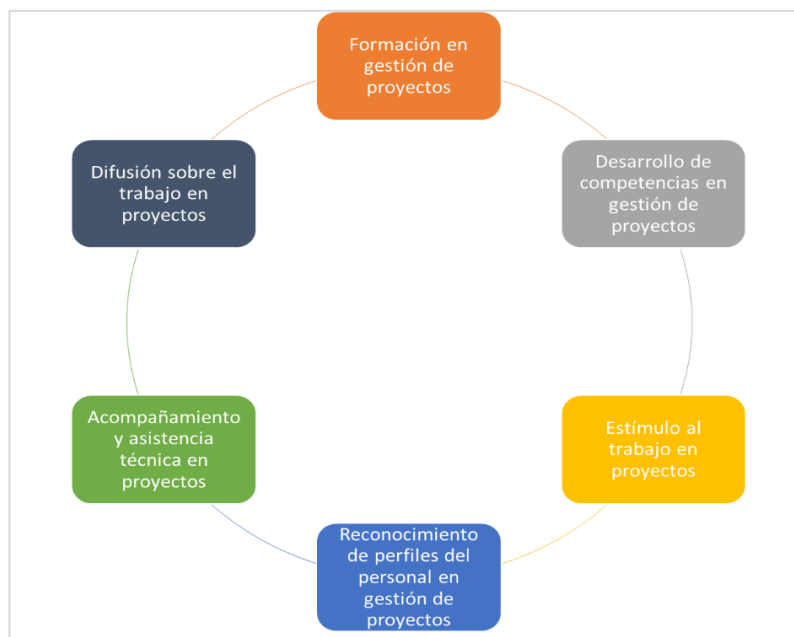 Formación en
gestión de
proyectos
Desarrollo de
competencias en
gestión de
proyectos
Estímulo al
trabajo en
proyectos
Reconocimiento
de perfiles del
personal en
gestión de
proyectos
Acompañamiento
y asistencia
técnica en
proyectos
Difusión sobre el
trabajo en
proyectos